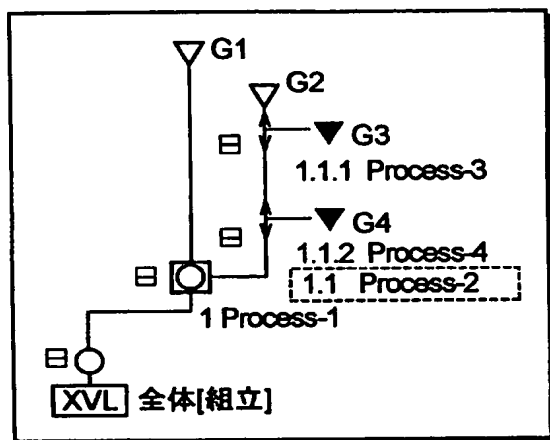 G1
G2
G3
1.1.1 Process-3
G4
1.1.2 Process-4
1.1 Process-2
1 Process-1
XVL 全体[組立]